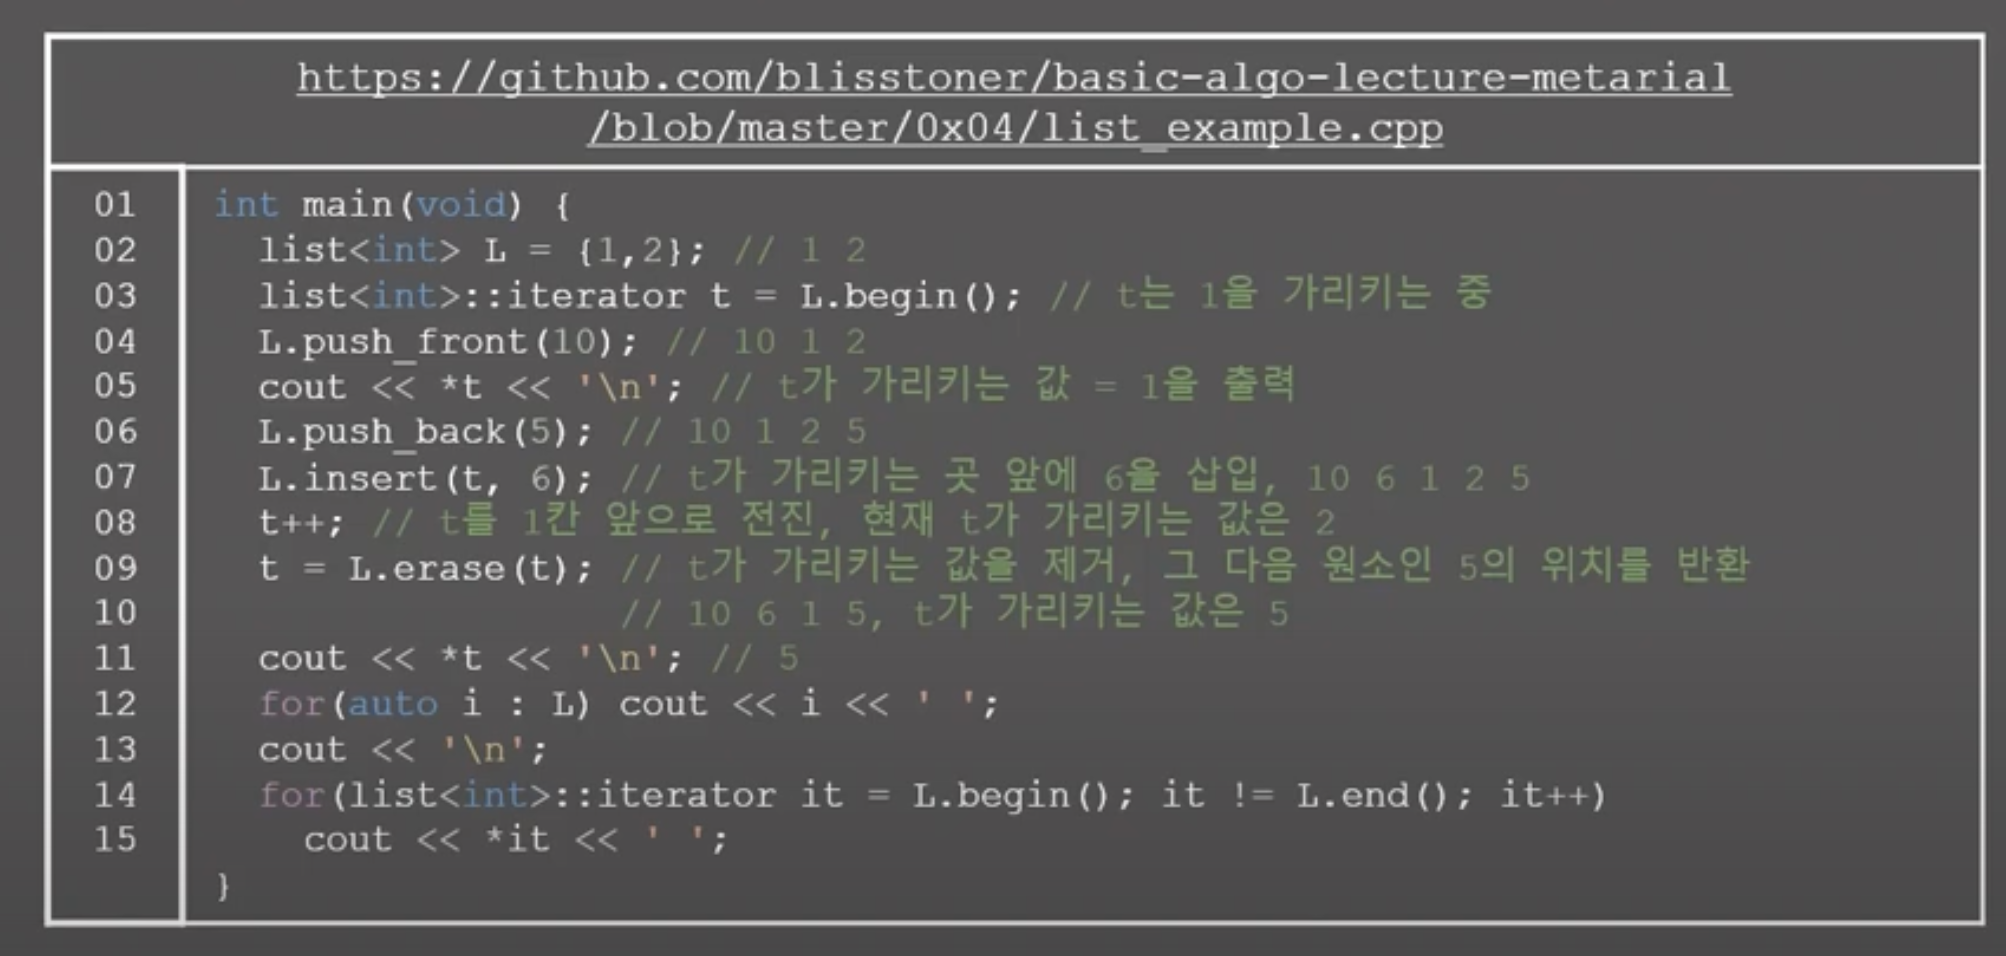 https://github.com/blisstoner/basic-algo-lecture-metarial
/blob/master/0x04/list_example.cpp
01 int main(void) {
02 list<int> L = {1,2}; // 1 2
03 list<int>::iterator t = L.begin(); // t는 1을 가리키는 중
04 L.push_front(10); // 10 1 2
05 cout << *t << '\n'; // t가 가리키는 값 = 1을 출력
06 L.push_back(5); // 10 1 2 5
07 L.insert(t, 6); // t가 가리키는 곳 앞에 6을 삽입, 10 6 1 2 5
08 t++; // t를 1칸 앞으로 전진, 현재 t가 가리키는 값은 2
09 t = L.erase(t); // t가 가리키는 값을 제거, 그 다음 원소인 5의 위치를 반환
10 // 10 6 1 5, t가 가리키는 값은 5
11 cout << *t << '\n'; // 5
12 for(auto i : L) cout << i << ' ';
13 cout << '\n';
14 for(list<int>::iterator it = L.begin(); it != L.end(); it++)
15 cout << *it << ' ';
}